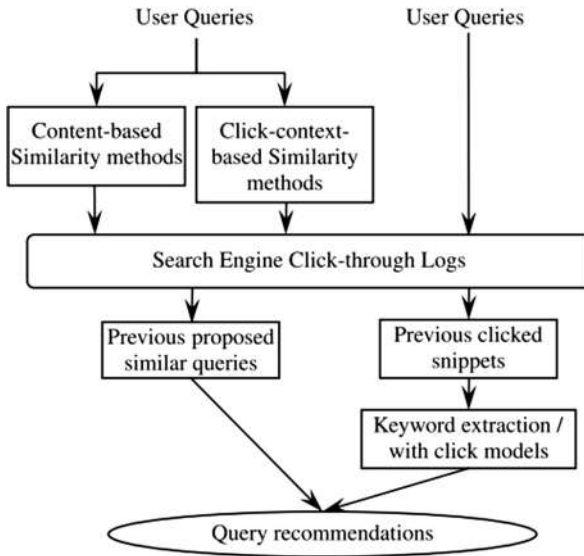 User Queries
User Queries
Content-based
Similarity methods
Click-context-
based Similarity
methods
Search Engine Click-through Logs
Previous proposed
similar queries
Previous clicked
snippets
Keyword extraction /
with click models
Query recommendations